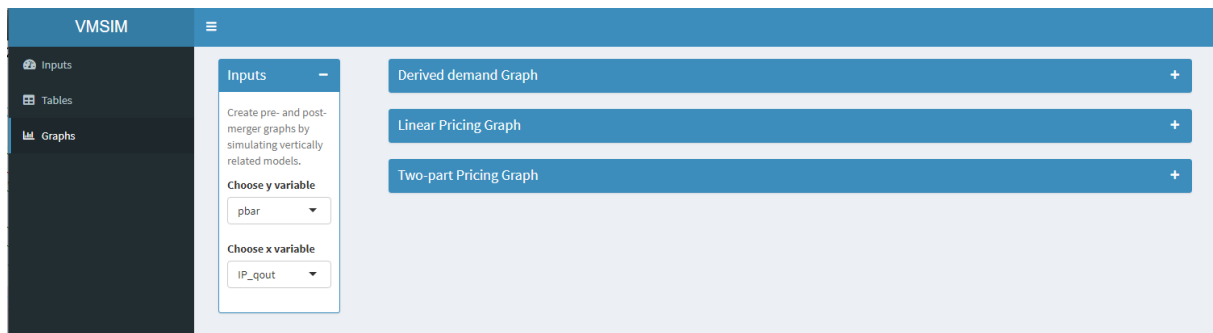 VMSIM
Inputs
Tables
Graphs
Inputs
Create pre- and post-
merger graphs by
simulating vertically
related models.
Choose y variable
pbar
Choose x variable
IP_qout
Derived demand Graph
Linear Pricing Graph
Two-part Pricing Graph